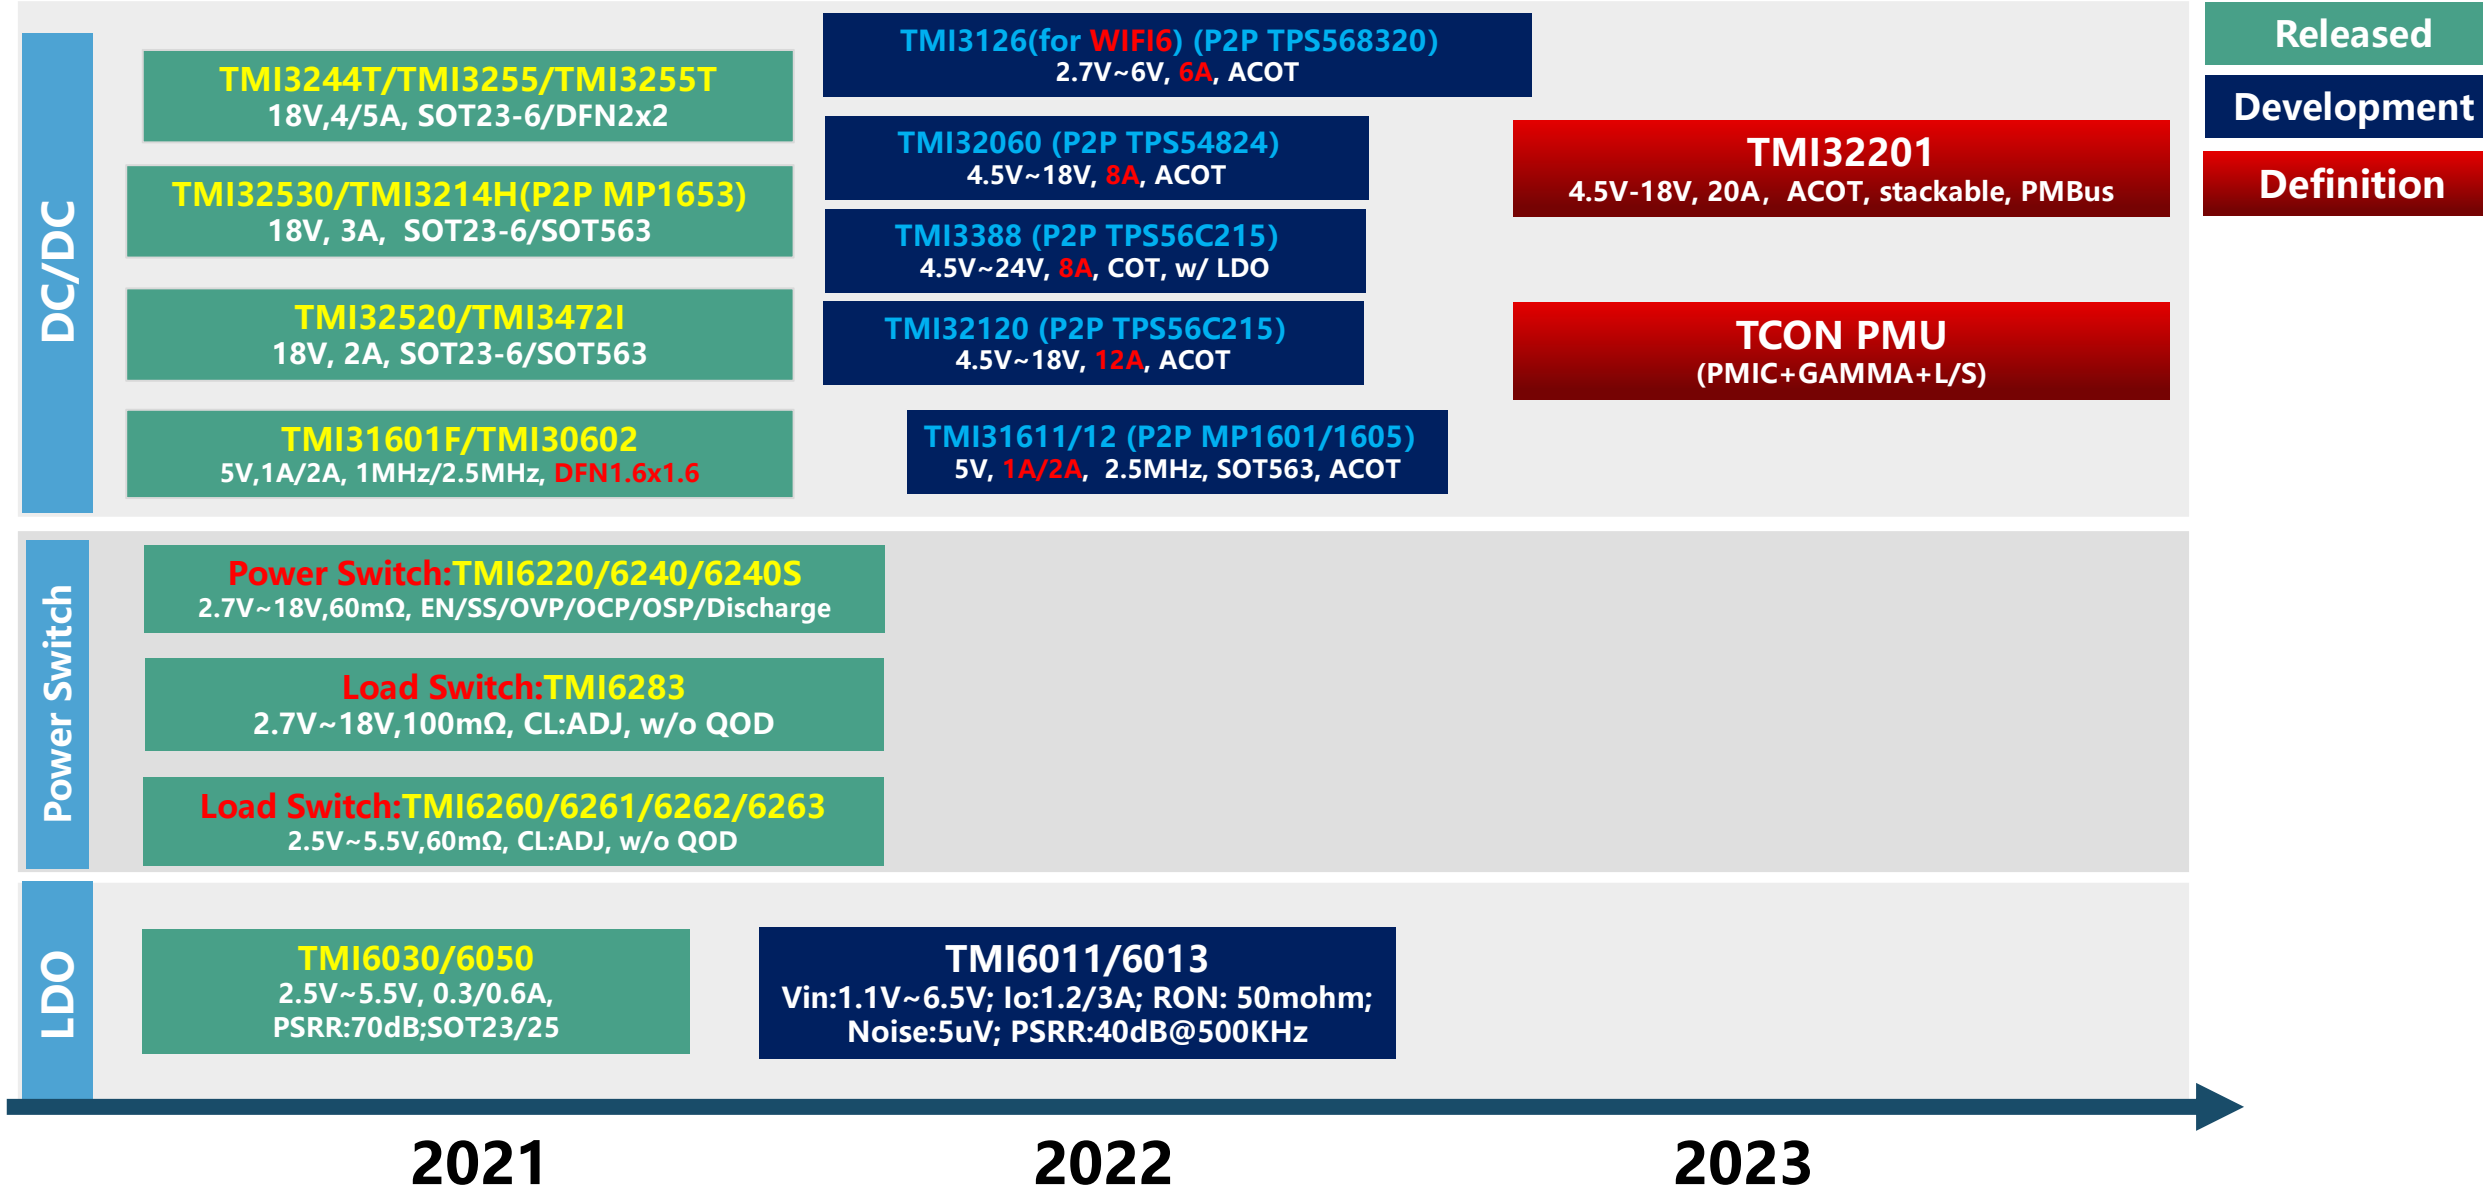 Released
Development
Definition
DC/DC
TMI3244T/TMI3255/TMI3255T
18V,4/5A, SOT23-6/DFN2x2
TMI32530/TMI3214H(P2P MP1653)
18V, 3A, SOT23-6/SOT563
TMI32520/TMI3472I
18V, 2A, SOT23-6/SOT563
TMI31601F/TMI30602
5V,1A/2A, 1MHz/2.5MHz, DFN1.6x1.6
TMI3126(for WIFI6) (P2P TPS568320)
2.7V~6V, 6A, ACOT
TMI32060 (P2P TPS54824)
4.5V~18V, 8A, ACOT
TMI3388 (P2P TPS56C215)
4.5V~24V, 8A, COT, w/ LDO
TMI32120 (P2P TPS56C215)
4.5V~18V, 12A, ACOT
TMI31611/12 (P2P MP1601/1605)
5V, 1A/2A, 2.5MHz, SOT563, ACOT
TMI32201
4.5V-18V, 20A, ACOT, stackable, PMBus
TCON PMU
(PMIC+GAMMA+L/S)
Power Switch
Power Switch:TMI6220/6240/6240S
2.7V~18V,60mΩ, EN/SS/OVP/OCP/OSP/Discharge
Load Switch:TMI6283
2.7V~18V,100mΩ, CL:ADJ, w/o QOD
Load Switch:TMI6260/6261/6262/6263
2.5V~5.5V,60mΩ, CL:ADJ, w/o QOD
LDO
TMI6030/6050
2.5V~5.5V, 0.3/0.6A,
PSRR:70dB;SOT23/25
TMI6011/6013
Vin:1.1V~6.5V; Io:1.2/3A; RON: 50mohm;
Noise:5uV; PSRR:40dB@500KHz
2021
2022
2023